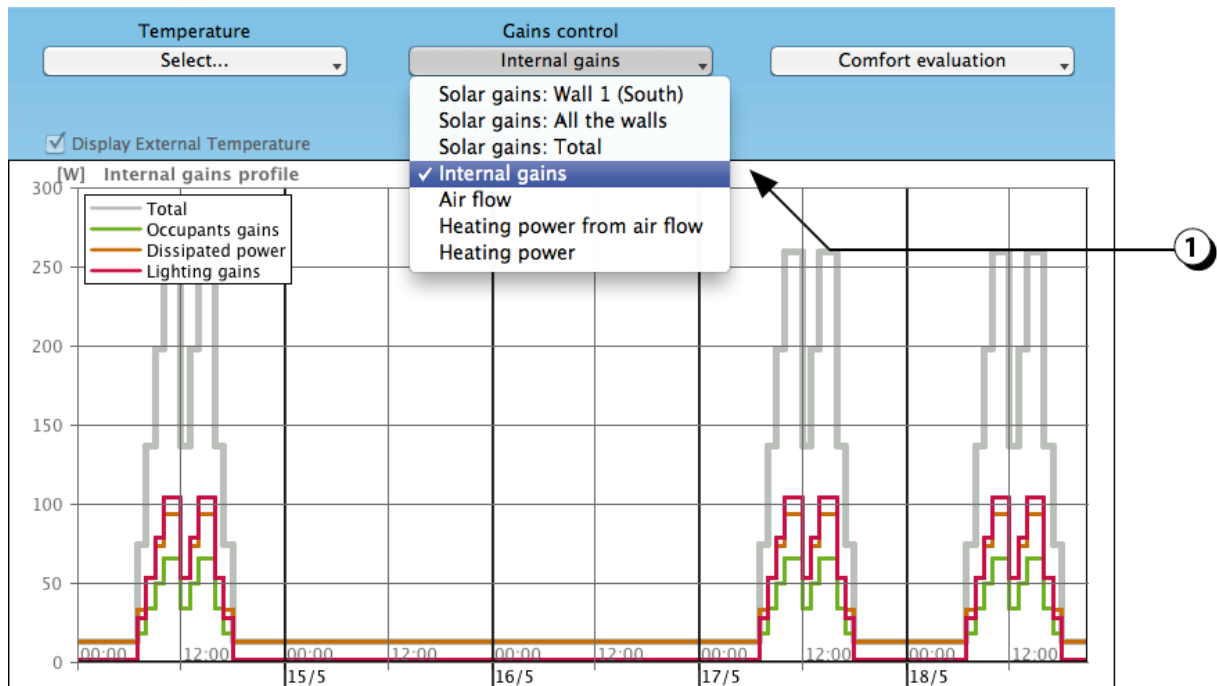 Temperature
Gains control
Select...
Internal gains
Comfort evaluation
Solar gains: Wall 1 (South)
Solar gains: All the walls
Solar gains: Total
✓ Internal gains
Air flow
Heating power from air flow
Heating power
Display External Temperature
[W] Internal gains profile
Total
Occupants gains
Dissipated power
Lighting gains
1
300
250
200
150
100
50
0
00:00 12:00 00:00 12:00 00:00 12:00 00:00 12:00 00:00 12:00
15/5 16/5 17/5 18/5